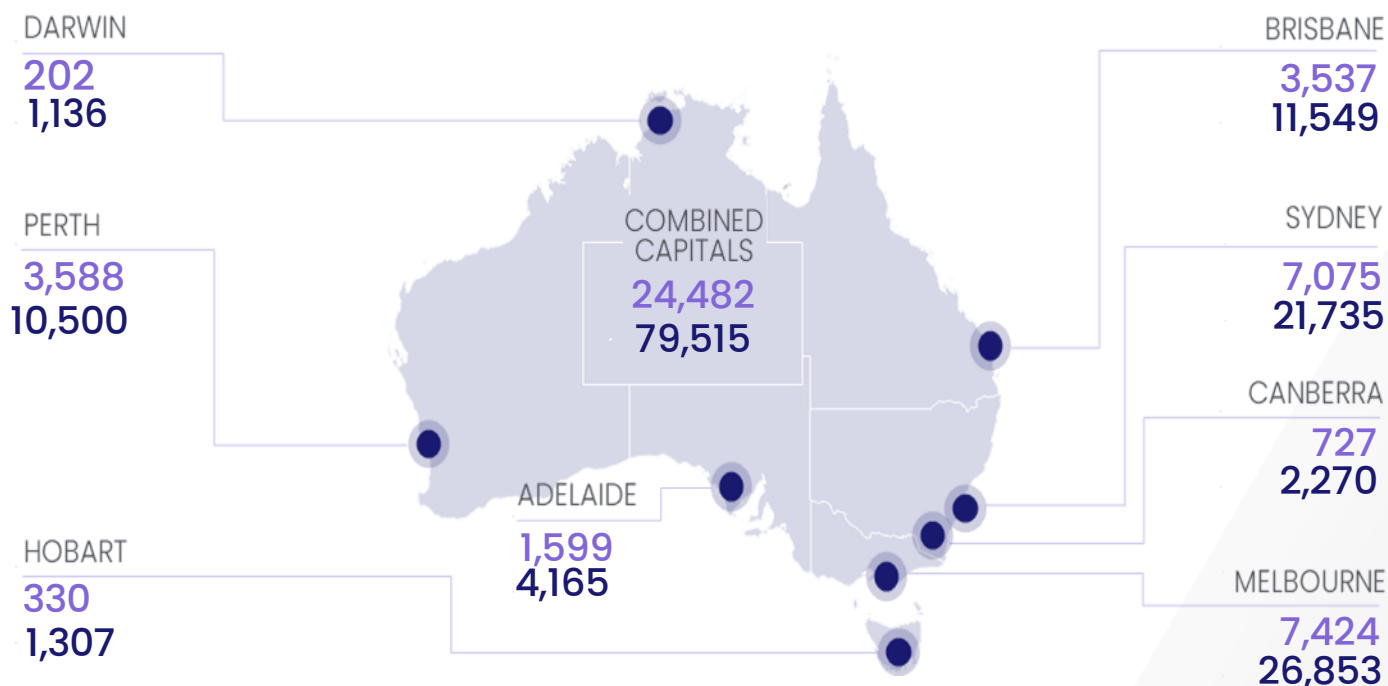 DARWIN
202
1,136
PERTH
3,588
10,500
HOBART
330
1,307
COMBINED
CAPITALS
24,482
79,515
ADELAIDE
1,599
4,165
BRISBANE
3,537
11,549
SYDNEY
7,075
21,735
CANBERRA
727
2,270
MELBOURNE
7,424
26,853